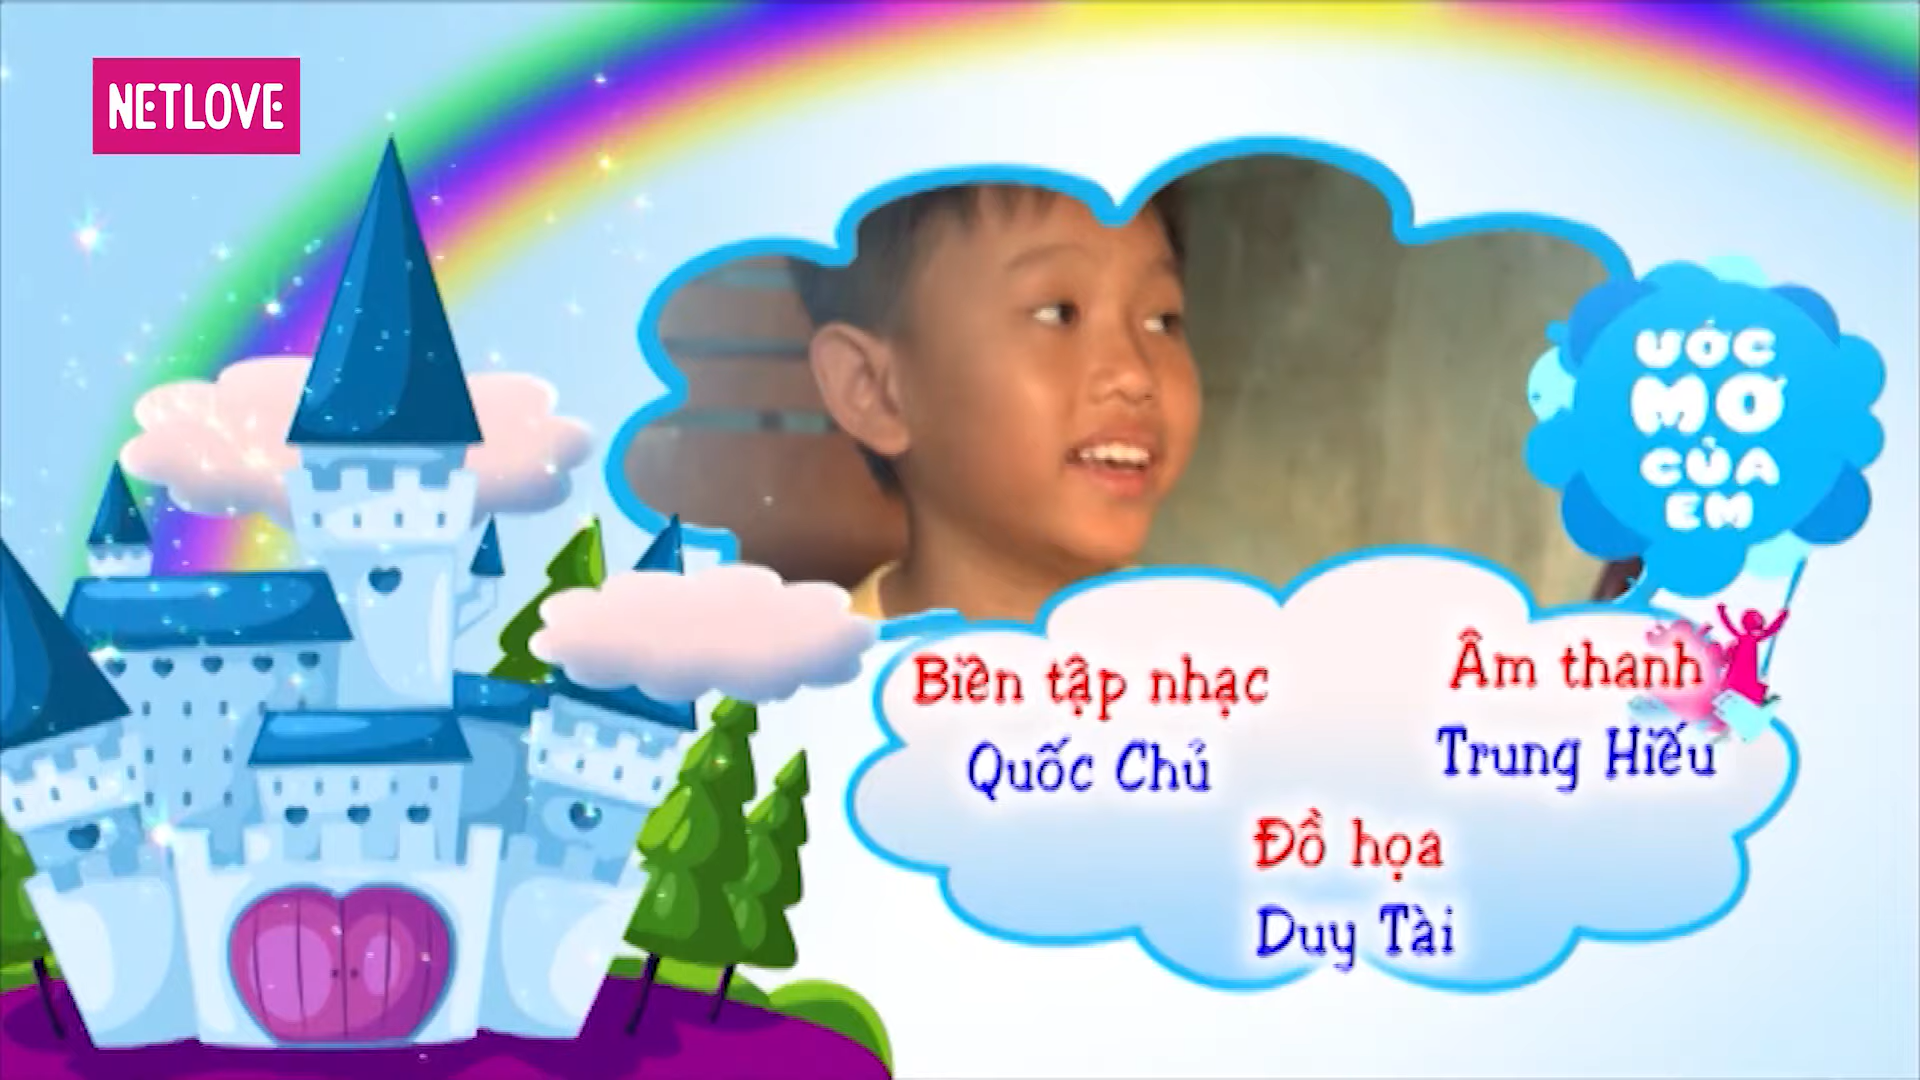 NETLOVE
ƯỚC
MƠ
CỦA
EM
Biên tập nhạc
Quốc Chủ
Âm thanh
Trung Hiếu
Đồ họa
Duy Tài